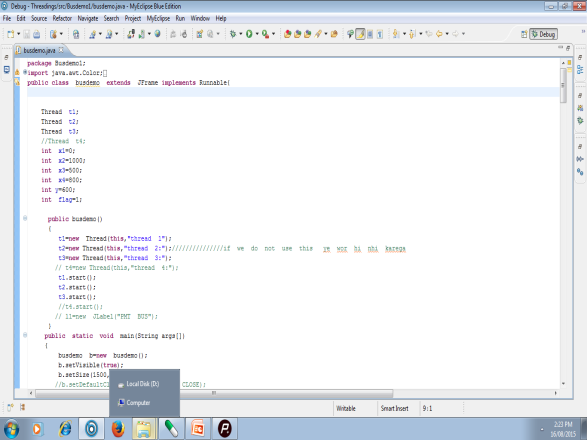 Debug - Threadings/src/Busdemo1/busdemo.java - MyEclipse Blue Edition
File Edit Source Refactor Navigate Search Project MyEclipse Run Window Help
Debug
busdemo.java
package Busdemo1;
import java.awt.Color;
public class busdemo extends JFrame implements Runnable{
Thread t1;
Thread t2;
Thread t3;
//Thread t4;
int x1=0;
int x2=1000;
int x3=500;
int x4=800;
int y=600;
int flag=1;
public busdemo()
{
t1=new Thread(this,"thread 1");
t2=new Thread(this,"thread 2:");///////////////if we do not use this ye wor hi nhi karega
t3=new Thread(this,"thread 3:");
// t4=new Thread(this,"thread 4:");
t1.start();
t2.start();
t3.start();
//t4.start();
// l1=new JLabel("PMT BUS");
}
public static void main(String args[])
{
busdemo b=new busdemo();
b.setVisible(true);
b.setSize(1500,
//b.setDefaultCl CLOSE);
Local Disk (D:)
Computer
Writable Smart Insert 9 : 1
2:23 PM
16/08/2015